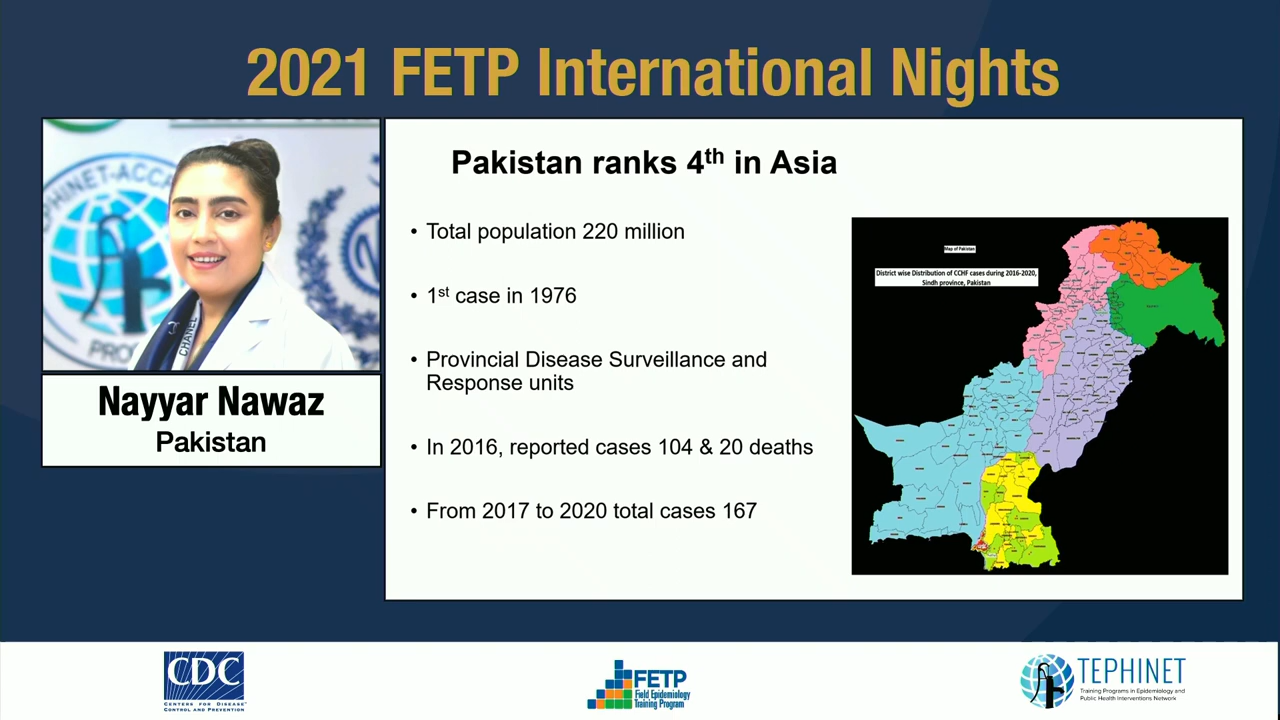 2021 FETP International Nights
TEPHINET ACCR
PRO
CHANEL
Nayyar Nawaz
Pakistan
Pakistan ranks 4th in Asia
• Total population 220 million
• 1st case in 1976
• Provincial Disease Surveillance and
Response units
• In 2016, reported cases 104 & 20 deaths
• From 2017 to 2020 total cases 167
Map of Pakistan
District wise Distribution of CCHF cases during 2016-2020,
Sindh province, Pakistan
CDC
CENTERS FOR DISEASE
CONTROL AND PREVENTION
FETP
Field Epidemiology
Training Program
TEPHINET
Training Programs in Epidemiology and
Public Health Interventions Network